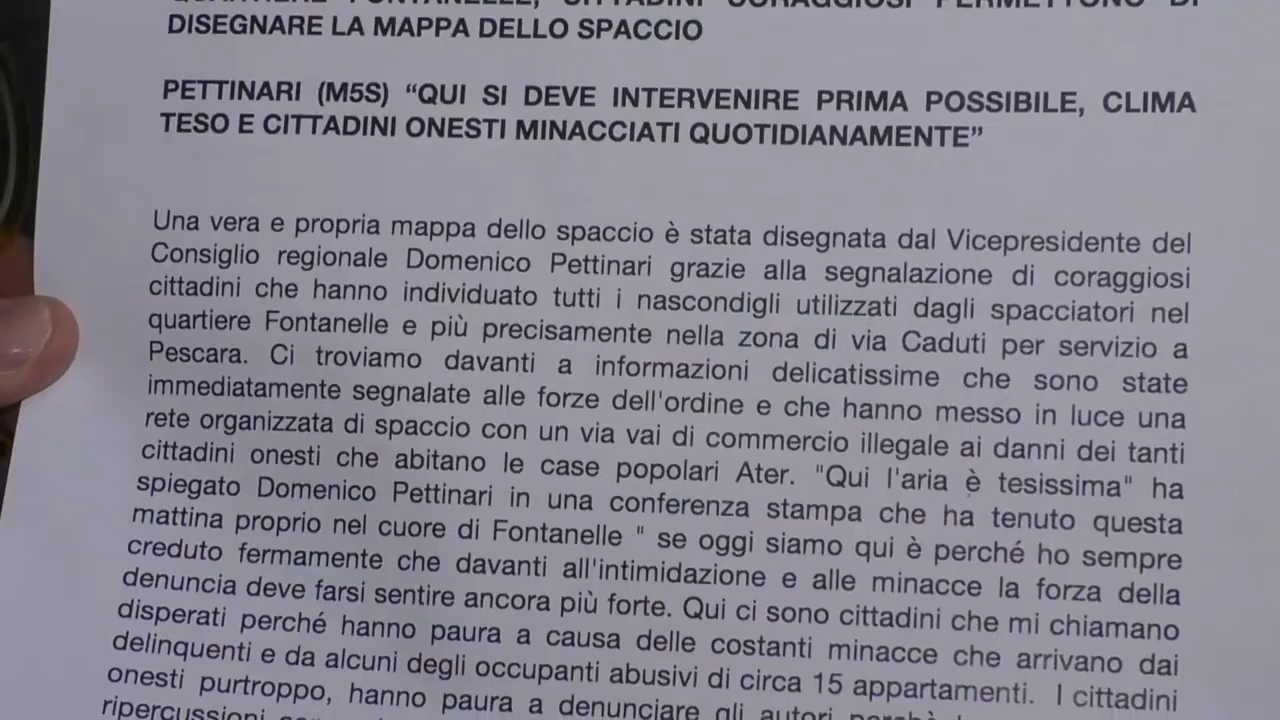 QUARTIERE FONTANELLE, CITTADINI CORAGGIOSI PERMETTONO DI
DISEGNARE LA MAPPA DELLO SPACCIO
PETTINARI (M5S) “QUI SI DEVE INTERVENIRE PRIMA POSSIBILE, CLIMA
TESO E CITTADINI ONESTI MINACCIATI QUOTIDIANAMENTE”
Una vera e propria mappa dello spaccio è stata disegnata dal Vicepresidente del
Consiglio regionale Domenico Pettinari grazie alla segnalazione di coraggiosi
cittadini che hanno individuato tutti i nascondigli utilizzati dagli spacciatori nel
quartiere Fontanelle e più precisamente nella zona di via Caduti per servizio a
Pescara. Ci troviamo davanti a informazioni delicatissime che sono state
immediatamente segnalate alle forze dell'ordine e che hanno messo in luce una
rete organizzata di spaccio con un via vai di commercio illegale ai danni dei tanti
cittadini onesti che abitano le case popolari Ater. "Qui l'aria è tesissima" ha
spiegato Domenico Pettinari in una conferenza stampa che ha tenuto questa
mattina proprio nel cuore di Fontanelle " se oggi siamo qui è perché ho sempre
creduto fermamente che davanti all'intimidazione e alle minacce la forza della
denuncia deve farsi sentire ancora più forte. Qui ci sono cittadini che mi chiamano
disperati perché hanno paura a causa delle costanti minacce che arrivano dai
delinquenti e da alcuni degli occupanti abusivi di circa 15 appartamenti. I cittadini
onesti purtroppo, hanno paura a denunciare gli autori perché
ripercussioni